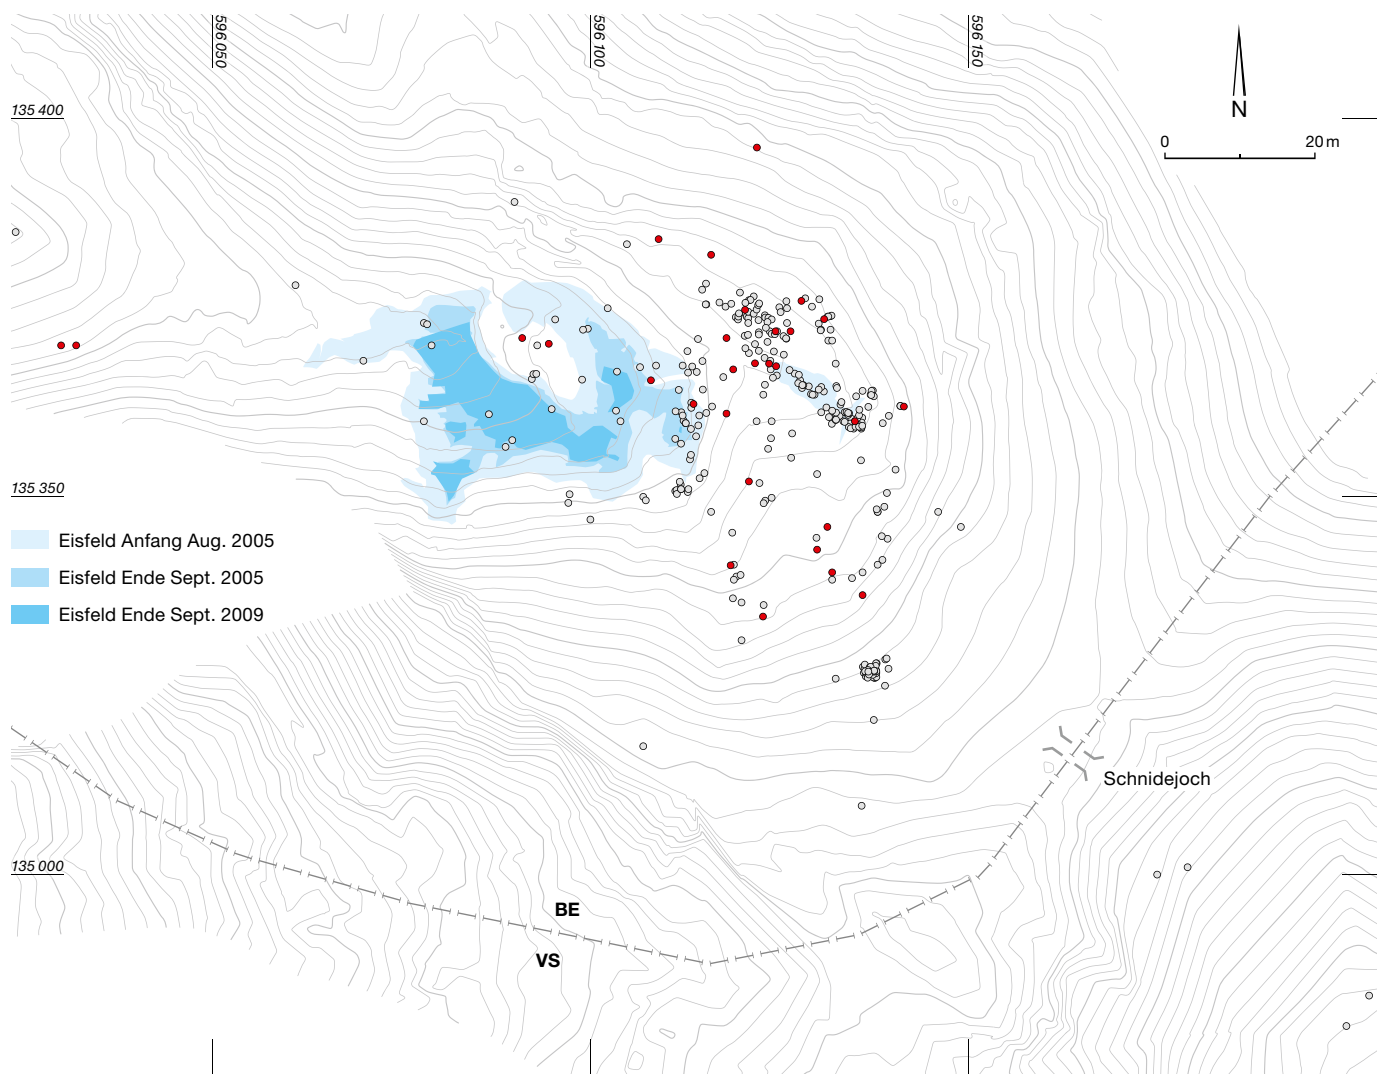 596 050
596 100
596 150
135 400
N
0 20 m
135 350
Eisfeld Anfang Aug. 2005
Eisfeld Ende Sept. 2005
Eisfeld Ende Sept. 2009
Schnidejoch
135 000
BE
VS